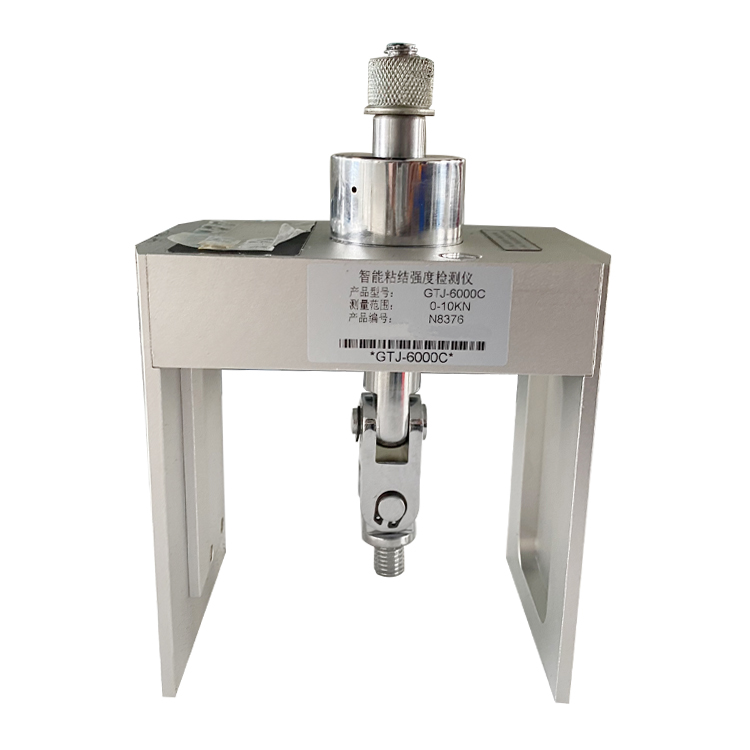 智能粘结强度检测仪
产品型号: GTJ-6000C
测量范围: 0-10KN
产品编号: N8376
*GTJ-6000C*